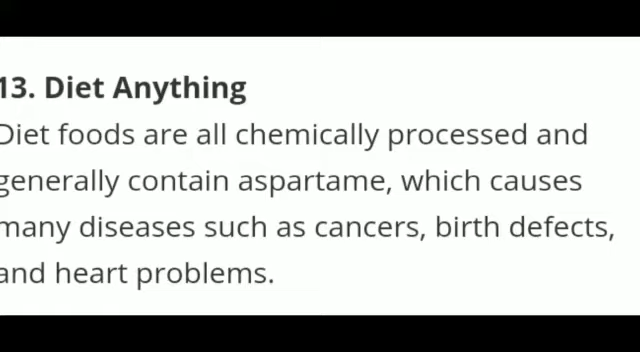 13. Diet Anything
Diet foods are all chemically processed and
generally contain aspartame, which causes
many diseases such as cancers, birth defects,
and heart problems.